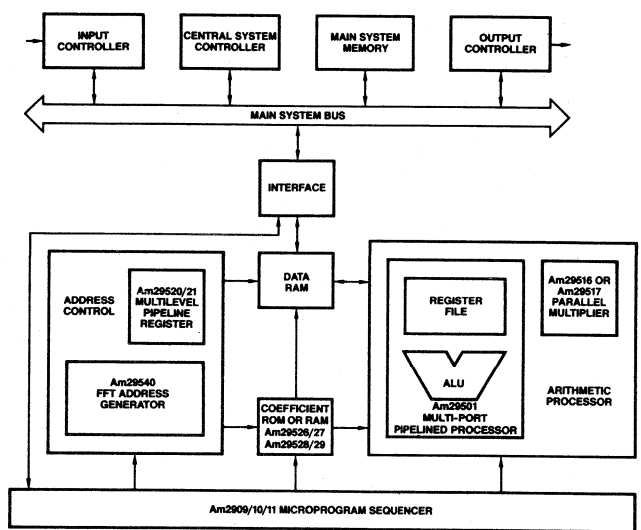 INPUT
CONTROLLER
CENTRAL SYSTEM
CONTROLLER
MAIN SYSTEM
MEMORY
OUTPUT
CONTROLLER
MAIN SYSTEM BUS
INTERFACE
ADDRESS
CONTROL
Am29520/21
MULTILEVEL
PIPELINE
REGISTER
DATA
RAM
REGISTER
FILE
Am29516 OR
Am29517
PARALLEL
MULTIPLIER
Am29540
FFT ADDRESS
GENERATOR
COEFFICIENT
ROM OR RAM
Am29526/27
Am29528/29
ALU
Am29501
MULTI-PORT
PIPELINED PROCESSOR
ARITHMETIC
PROCESSOR
Am2909/10/11 MICROPROGRAM SEQUENCER